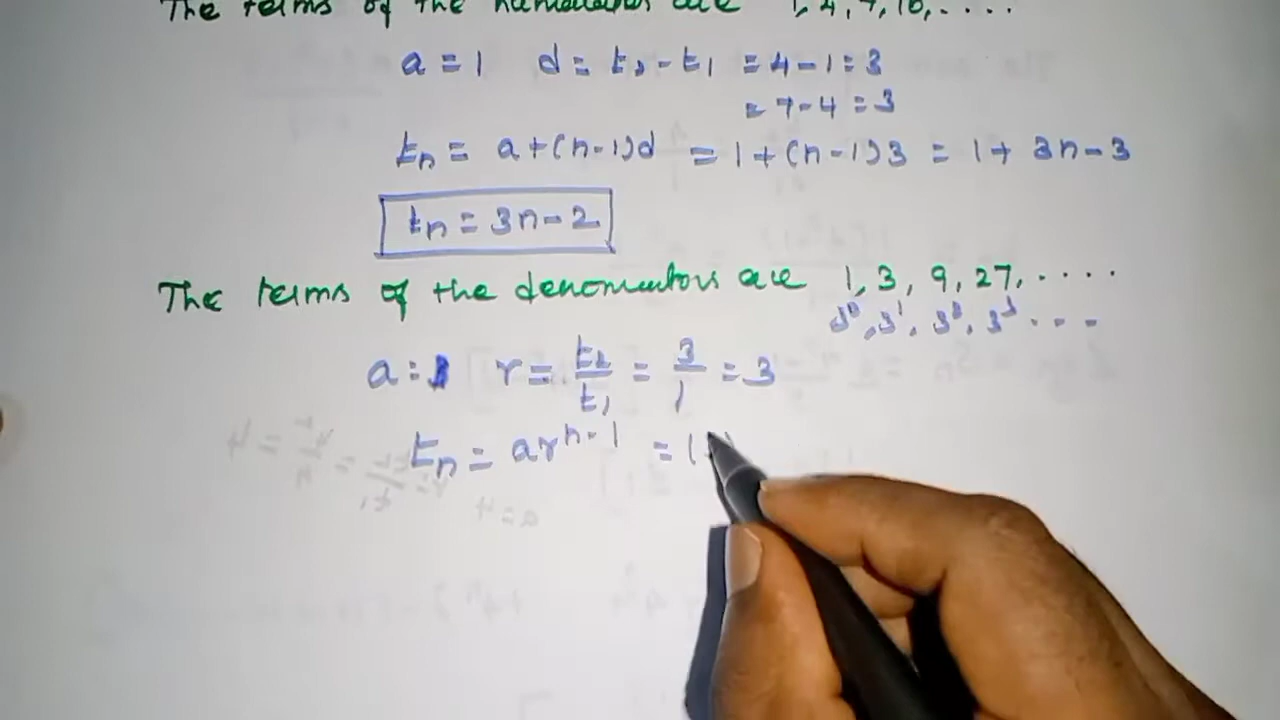 The terms of the numerators are 1, 4, 7, 10, . . . .
a = 1 d = t₂ - t₁ = 4 - 1 = 3
= 7 - 4 = 3
tn = a + (n - 1)d = 1 + (n - 1)3 = 1 + 3n - 3
tn = 3n - 2
The terms of the denominators are 1, 3, 9, 27, . . . .
3⁰, 3¹, 3², 3³ . . .
a = 1 r = t₂/t₁ = 3/1 = 3
tn = arⁿ⁻¹ = (